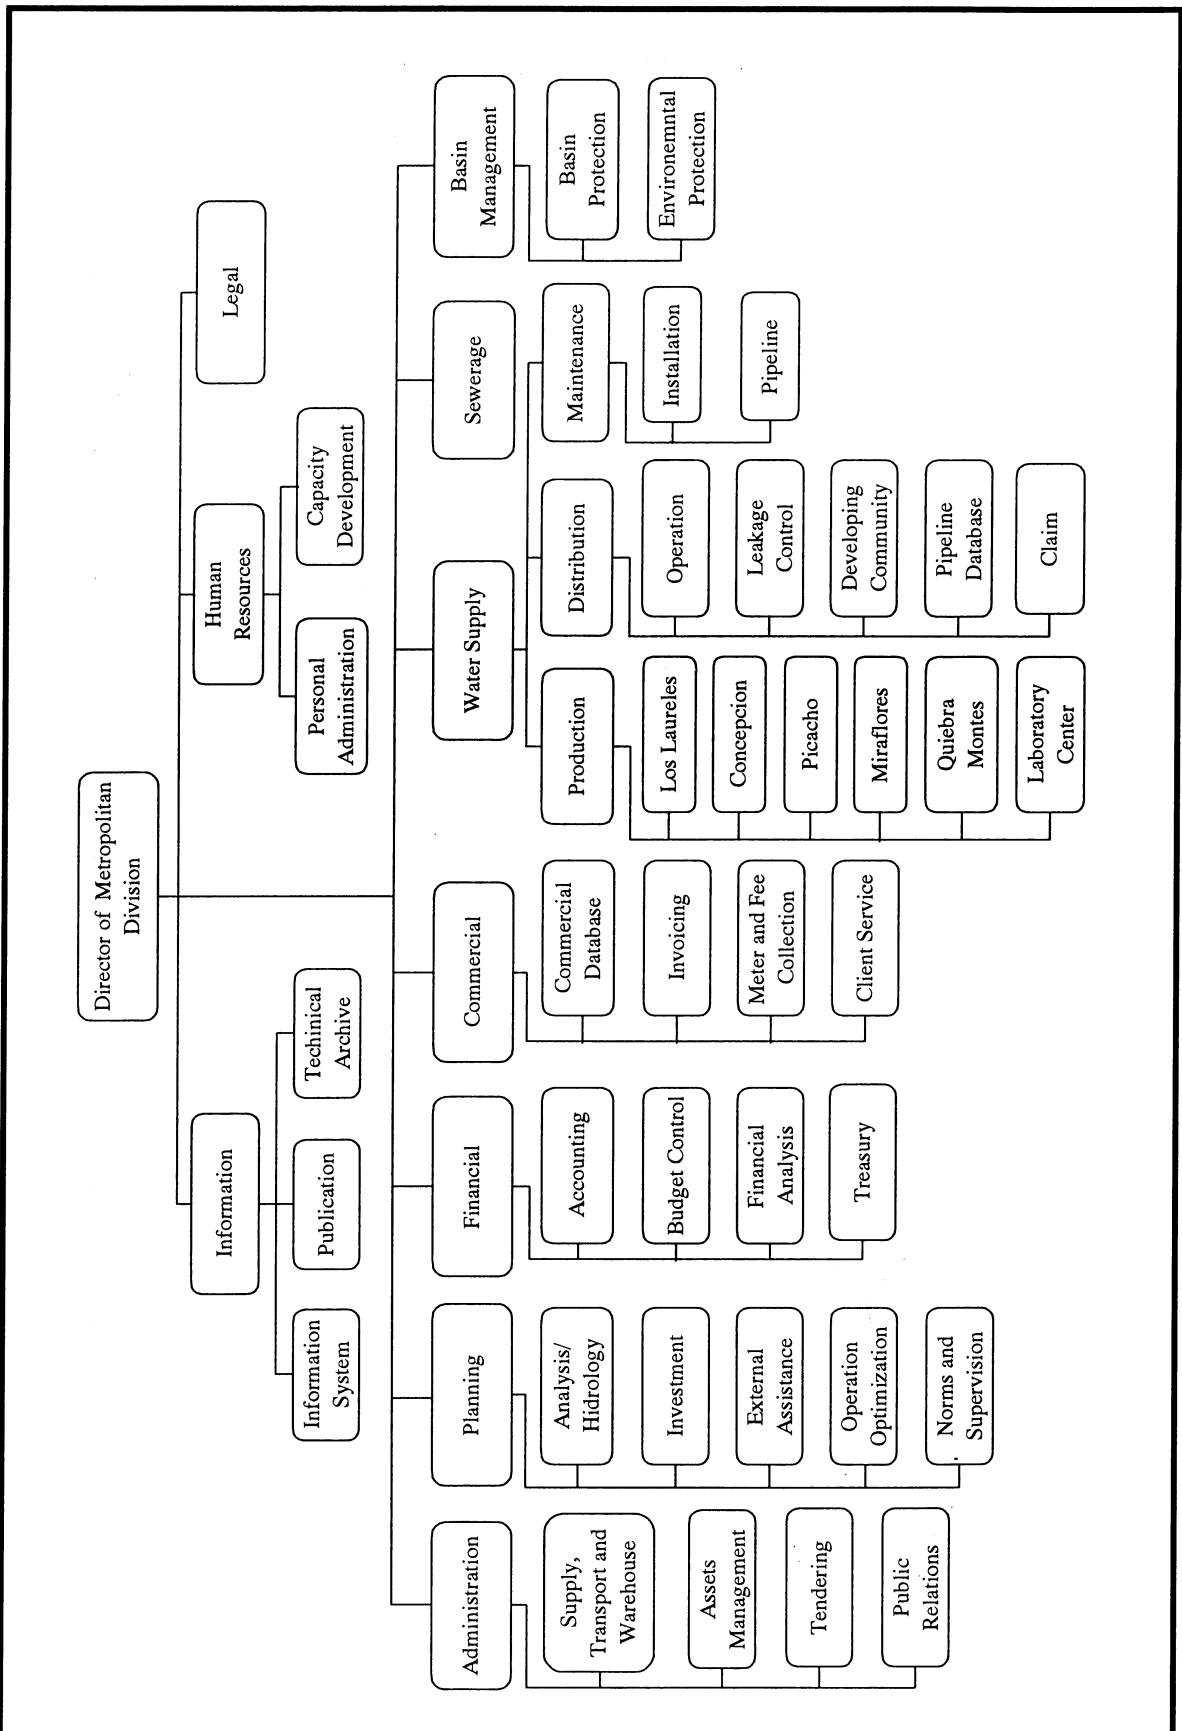 Director of Metropolitan
Division
Information
Human
Resources
Legal
Information
System
Publication
Techinical
Archive
Personal
Administration
Capacity
Development
Administration
Planning
Financial
Commercial
Water Supply
Sewerage
Basin
Management
Supply,
Transport and
Warehouse
Assets
Management
Tendering
Public
Relations
Analysis/
Hidrology
Investment
External
Assistance
Operation
Optimization
Norms and
Supervision
Accounting
Budget Control
Financial
Analysis
Treasury
Commercial
Database
Invoicing
Meter and Fee
Collection
Client Service
Production
Los Laureles
Concepcion
Picacho
Miraflores
Quiebra
Montes
Laboratory
Center
Distribution
Operation
Leakage
Control
Developing
Community
Pipeline
Database
Claim
Maintenance
Installation
Pipeline
Basin
Protection
Environemntal
Protection